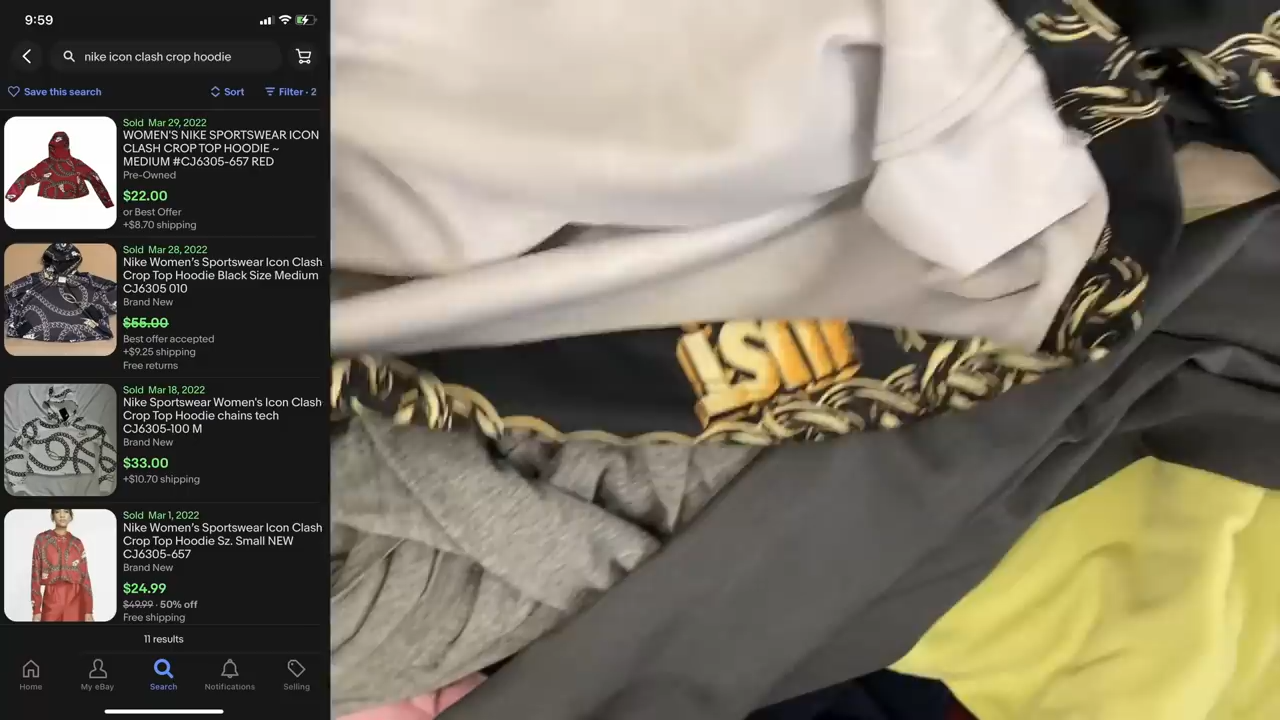 9:59
nike icon clash crop hoodie
Save this search
Sort
Filter · 2
Sold Mar 29, 2022
WOMEN'S NIKE SPORTSWEAR ICON
CLASH CROP TOP HOODIE ~
MEDIUM #CJ6305-657 RED
Pre-Owned
$22.00
or Best Offer
+$8.70 shipping
Sold Mar 28, 2022
Nike Women's Sportswear Icon Clash
Crop Top Hoodie Black Size Medium
CJ6305 010
Brand New
$55.00
Best offer accepted
+$9.25 shipping
Free returns
Sold Mar 18, 2022
Nike Sportswear Women's Icon Clash
Crop Top Hoodie chains tech
CJ6305-100 M
Brand New
$33.00
+$10.70 shipping
Sold Mar 1, 2022
Nike Women's Sportswear Icon Clash
Crop Top Hoodie Sz. Small NEW
CJ6305-657
Brand New
$24.99
$49.99 · 50% off
Free shipping
11 results
Home
My eBay
Search
Notifications
Selling